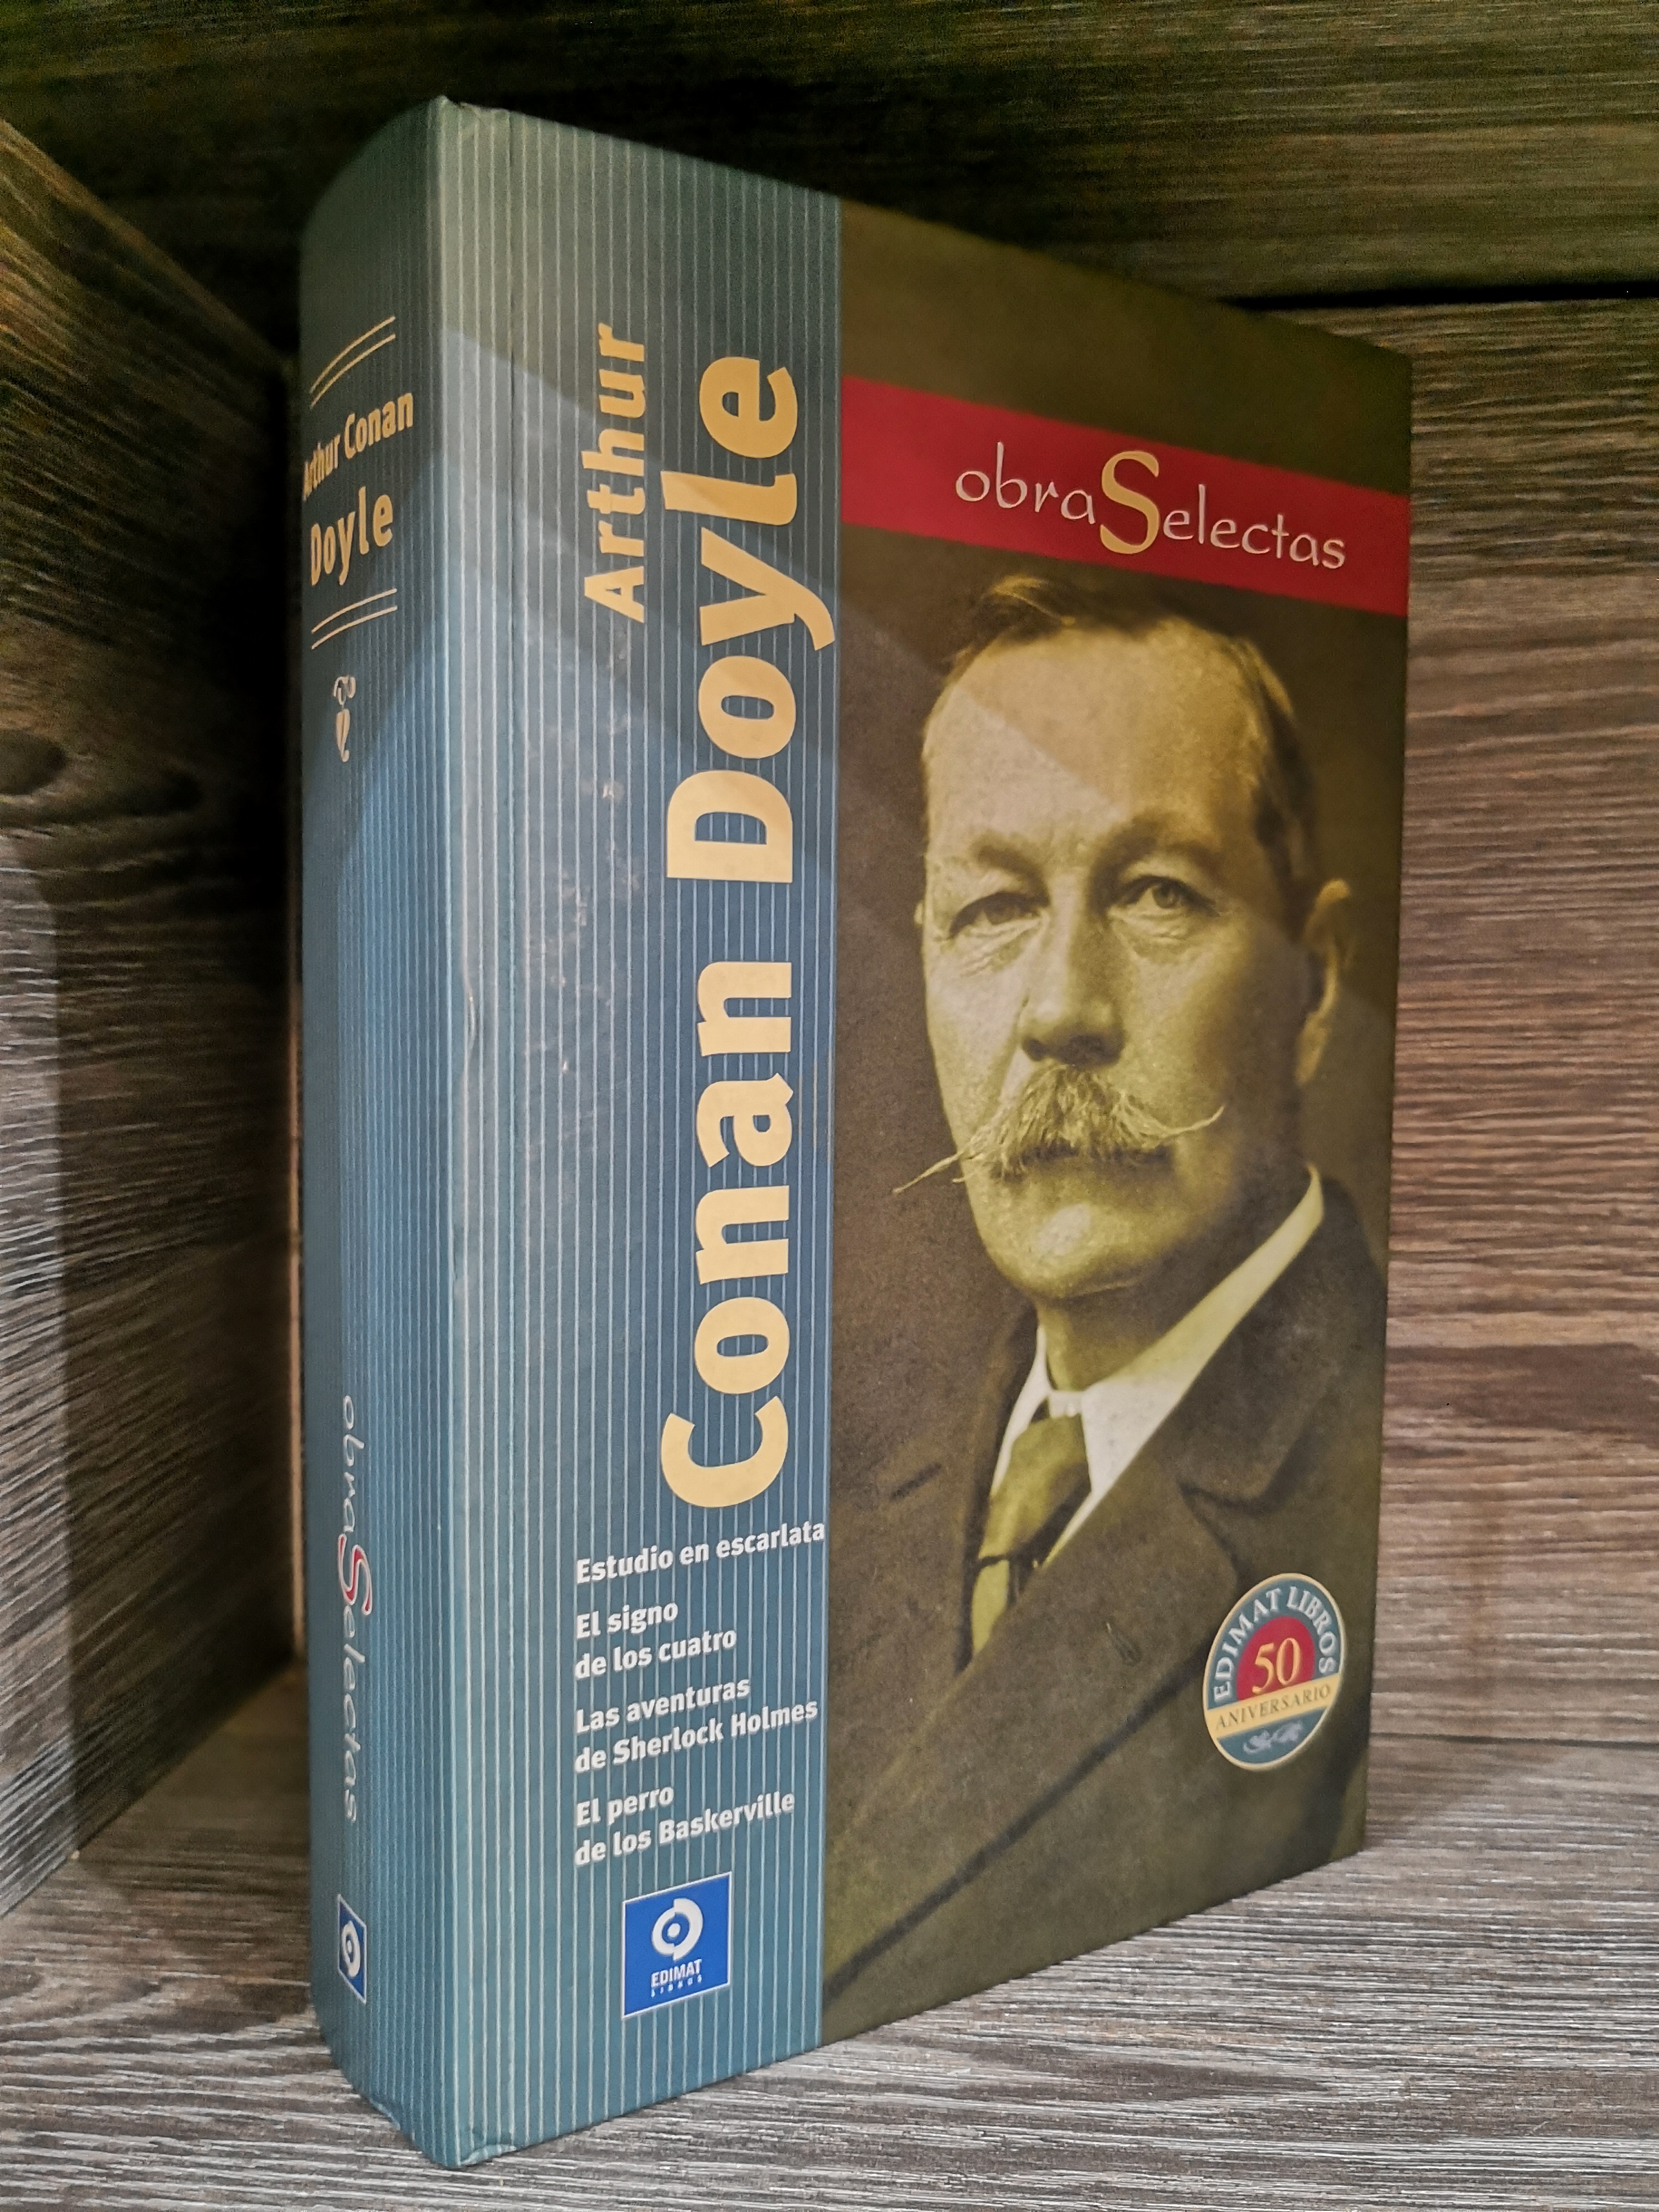 Arthur Conan
Doyle
obraSelectas
Arthur
Conan Doyle
Estudio en escarlata
El signo
de los cuatro
Las aventuras
de Sherlock Holmes
El perro
de los Baskerville
EDIMAT
LIBROS
obraSelectas
EDIMAT LIBROS
50
ANIVERSARIO